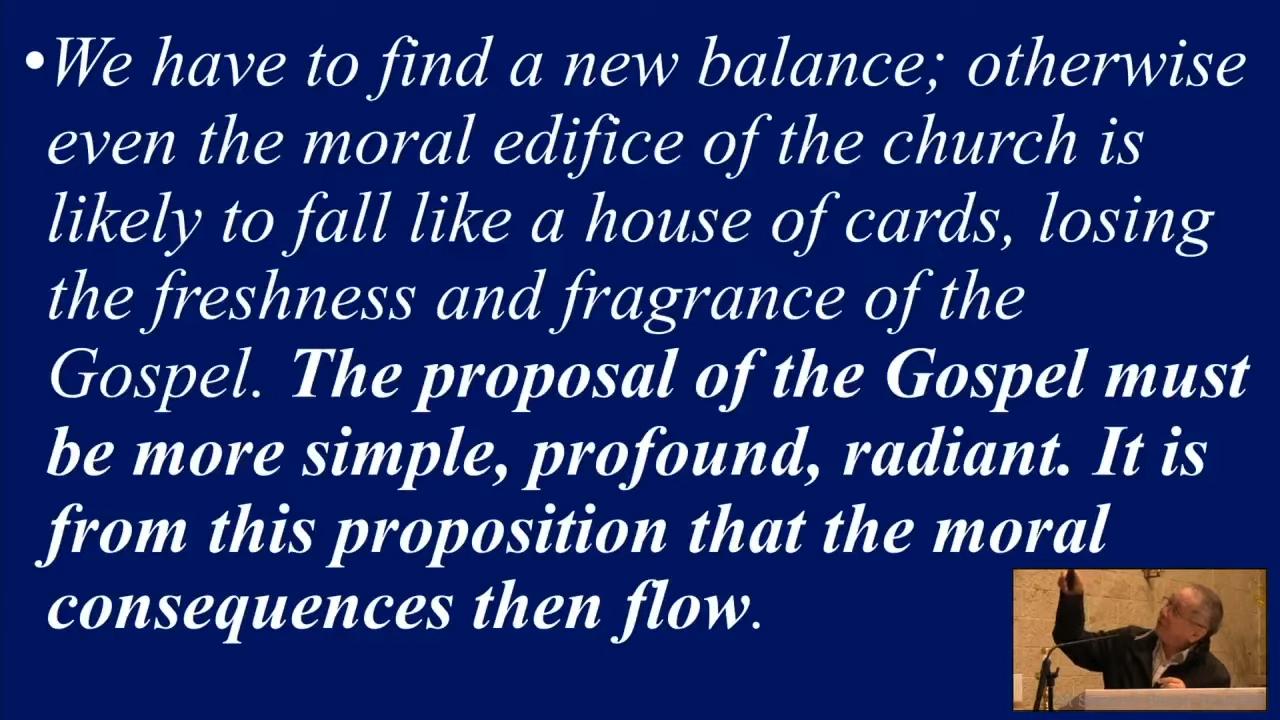 •We have to find a new balance; otherwise
even the moral edifice of the church is
likely to fall like a house of cards, losing
the freshness and fragrance of the
Gospel. The proposal of the Gospel must
be more simple, profound, radiant. It is
from this proposition that the moral
consequences then flow.